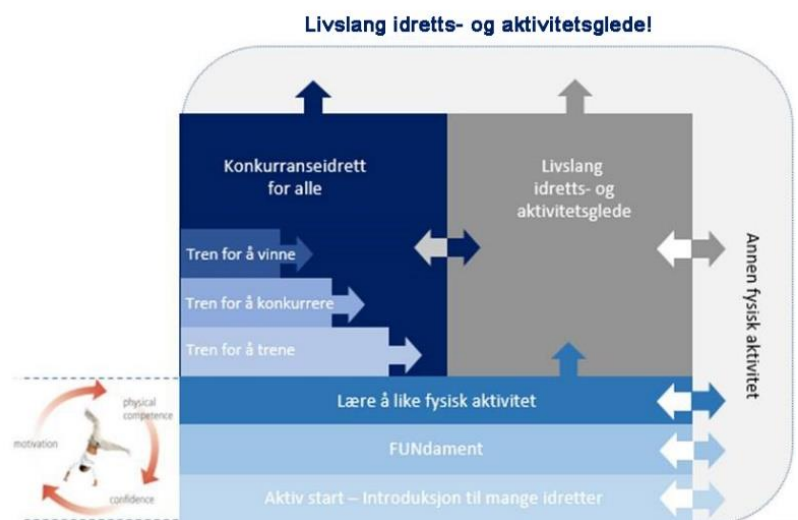 Livslang idretts- og aktivitetsglede!
Konkurranseidrett
for alle
Livslang
idretts- og
aktivitetsglede
Tren for å vinne
Tren for å konkurrere
Tren for å trene
Annen fysisk aktivitet
Lære å like fysisk aktivitet
FUNdament
Aktiv start – Introduksjon til mange idretter
physical
competence
motivation
confidence